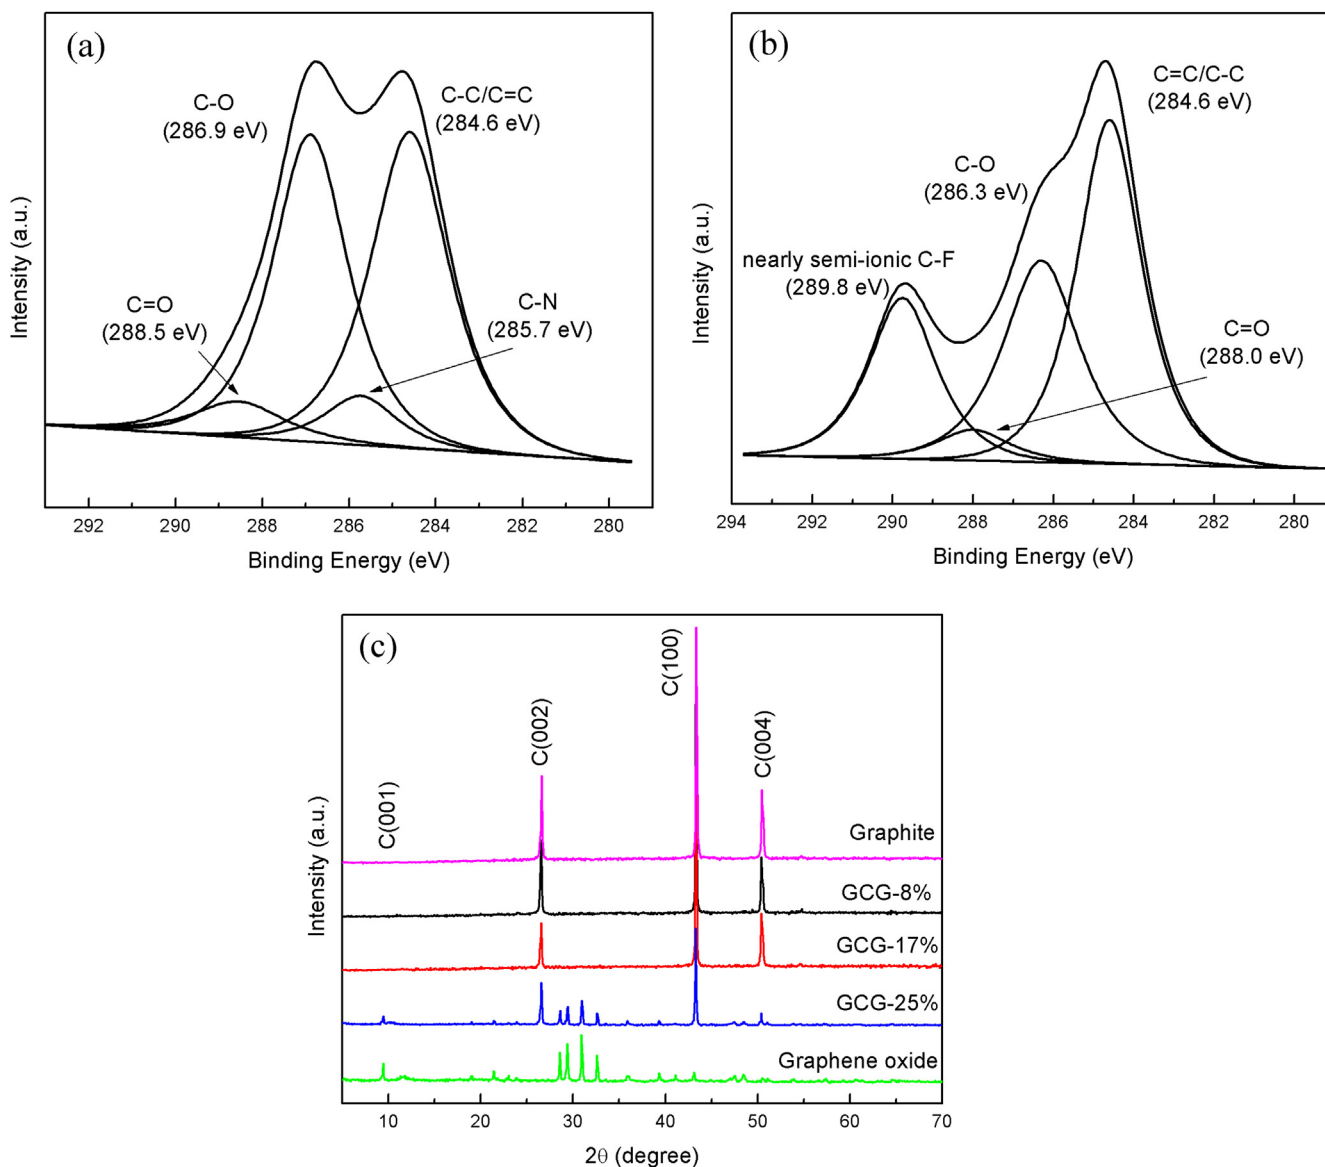 (a)
C-O
(286.9 eV)
C-C/C=C
(284.6 eV)
C=O
(288.5 eV)
C-N
(285.7 eV)
Intensity (a.u.)
292 290 288 286 284 282 280
Binding Energy (eV)
(b)
C=C/C-C
(284.6 eV)
C-O
(286.3 eV)
nearly semi-ionic C-F
(289.8 eV)
C=O
(288.0 eV)
Intensity (a.u.)
294 292 290 288 286 284 282 280
Binding Energy (eV)
(c)
C(001)
C(002)
C(100)
C(004)
Graphite
GCG-8%
GCG-17%
GCG-25%
Graphene oxide
Intensity (a.u.)
10 20 30 40 50 60 70
2θ (degree)